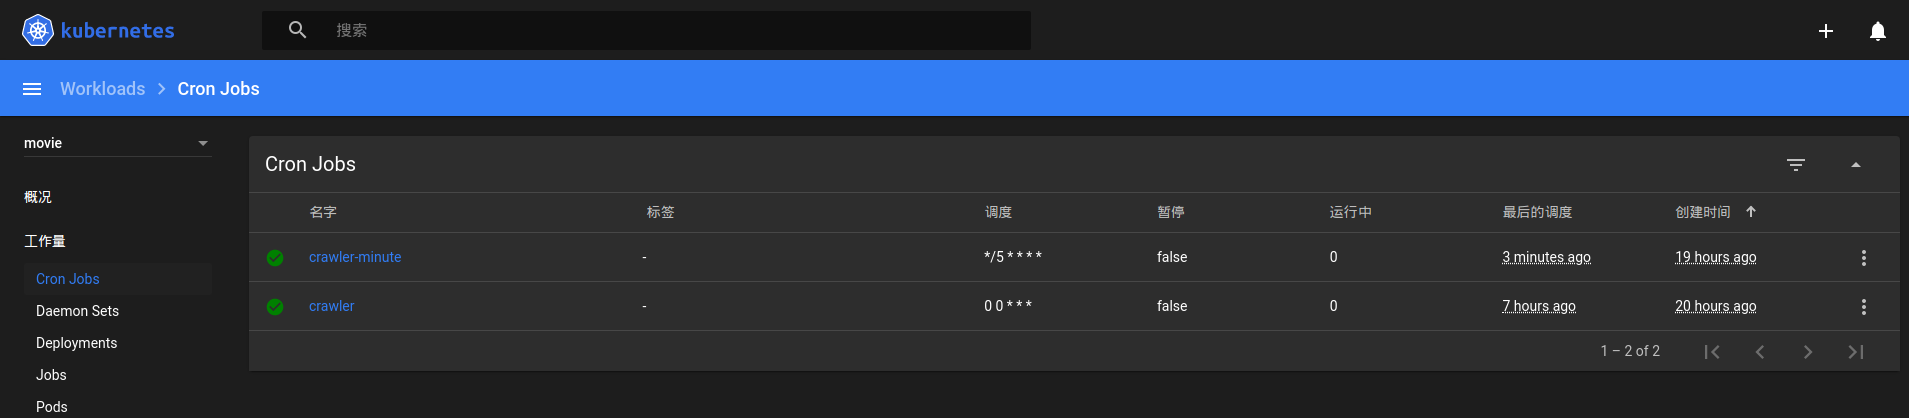 kubernetes
搜索
Workloads > Cron Jobs
movie
概况
工作量
Cron Jobs
Daemon Sets
Deployments
Jobs
Pods
Cron Jobs
名字 标签 调度 暂停 运行中 最后的调度 创建时间
crawler-minute - */5 * * * * false 0 3 minutes ago 19 hours ago
crawler - 0 0 * * * false 0 7 hours ago 20 hours ago
1 – 2 of 2